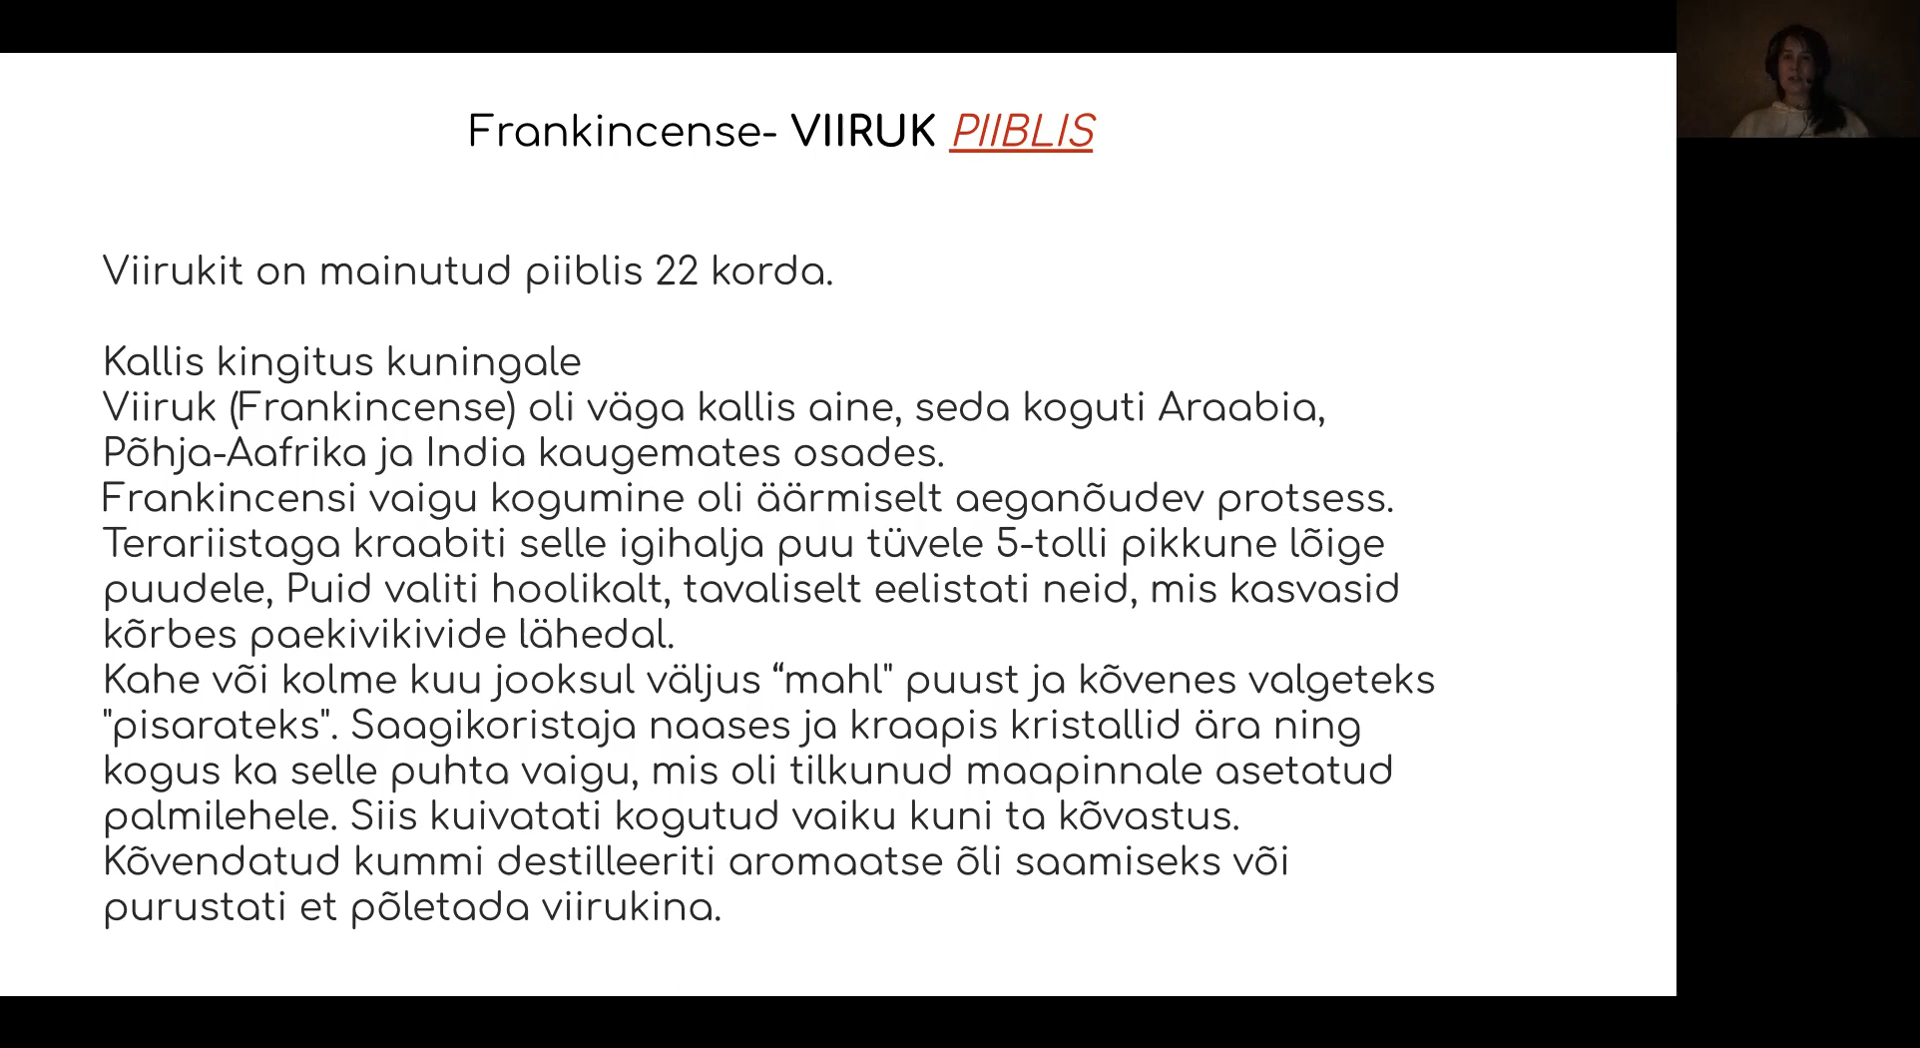 Frankincense- VIIRUK PIIBLIS
Viirukit on mainutud piiblis 22 korda.
Kallis kingitus kuningale
Viiruk (Frankincense) oli väga kallis aine, seda koguti Araabia,
Põhja-Aafrika ja India kaugemates osades.
Frankincensi vaigu kogumine oli äärmiselt aeganõudev protsess.
Terariistaga kraabiti selle igihalja puu tüvele 5-tolli pikkune lõige
puudele, Puid valiti hoolikalt, tavaliselt eelistati neid, mis kasvasid
kõrbes paekivikivide lähedal.
Kahe või kolme kuu jooksul väljus “mahl" puust ja kõvenes valgeteks
"pisarateks". Saagikoristaja naases ja kraapis kristallid ära ning
kogus ka selle puhta vaigu, mis oli tilkunud maapinnale asetatud
palmilehele. Siis kuivatati kogutud vaiku kuni ta kõvastus.
Kõvendatud kummi destilleeriti aromaatse õli saamiseks või
purustati et põletada viirukina.